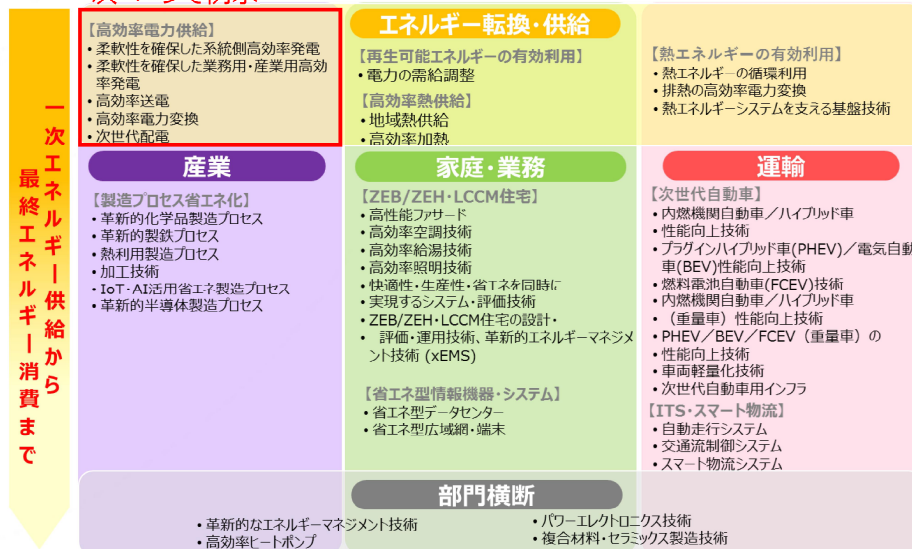 エネルギー転換・供給
【高効率電力供給】
・柔軟性を確保した系統側高効率発電
・柔軟性を確保した業務用・産業用高効
率発電
・高効率送電
・高効率電力変換
・次世代配電
【再生可能エネルギーの有効利用】
・電力の需給調整
【高効率熱供給】
・地域熱供給
・高効率加熱
【熱エネルギーの有効利用】
・熱エネルギーの循環利用
・排熱の高効率電力変換
・熱エネルギーシステムを支える基盤技術
一次エネルギー供給から
最終エネルギー消費まで
産業
【製造プロセス省エネ化】
・革新的化学品製造プロセス
・革新的製鉄プロセス
・熱利用製造プロセス
・加工技術
・IoT・AI活用省エネ製造プロセス
・革新的半導体製造プロセス
家庭・業務
【ZEB/ZEH・LCCM住宅】
・高性能ファサード
・高効率空調技術
・高効率給湯技術
・高効率照明技術
・快適性・生産性・省エネを同時に
・実現するシステム・評価技術
・ZEB/ZEH・LCCM住宅の設計・
・ 評価・運用技術、革新的エネルギーマネジメ
ント技術 (xEMS)
【省エネ型情報機器・システム】
・省エネ型データセンター
・省エネ型広域網・端末
運輸
【次世代自動車】
・内燃機関自動車／ハイブリッド車
・性能向上技術
・プラグインハイブリッド車(PHEV)／電気自動
車(BEV)性能向上技術
・燃料電池自動車(FCEV)技術
・内燃機関自動車／ハイブリッド車
・（重量車）性能向上技術
・PHEV／BEV／FCEV（重量車）の
・性能向上技術
・車両軽量化技術
・次世代自動車用インフラ
【ITS・スマート物流】
・自動走行システム
・交通流制御システム
・スマート物流システム
部門横断
・革新的なエネルギーマネジメント技術
・高効率ヒートポンプ
・パワーエレクトロニクス技術
・複合材料・セラミックス製造技術